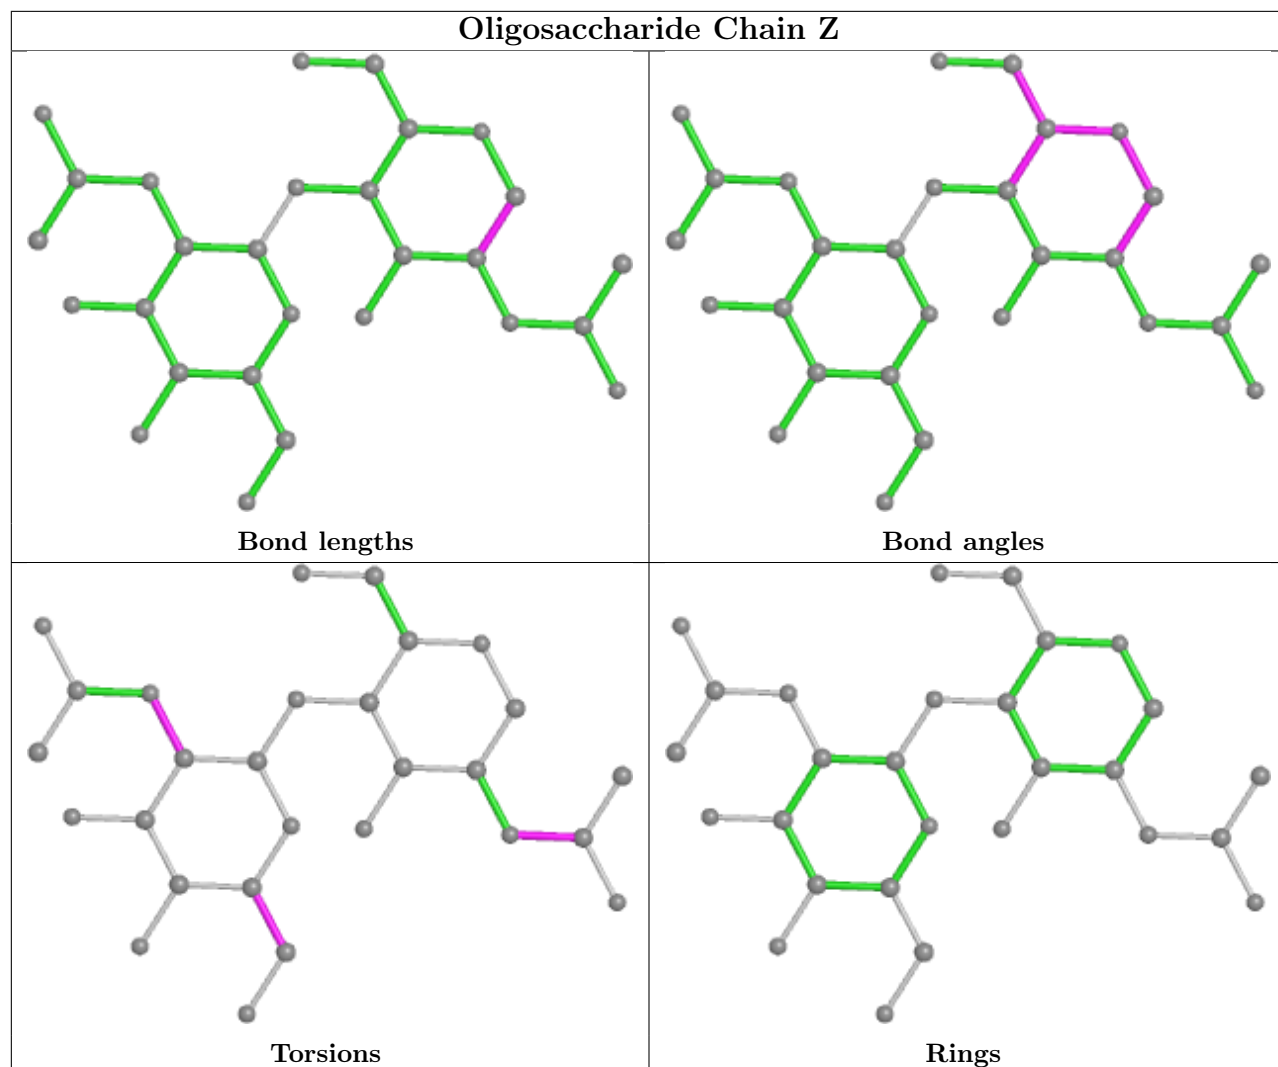 Oligosaccharide Chain Z
Bond lengths
Bond angles
Torsions
Rings